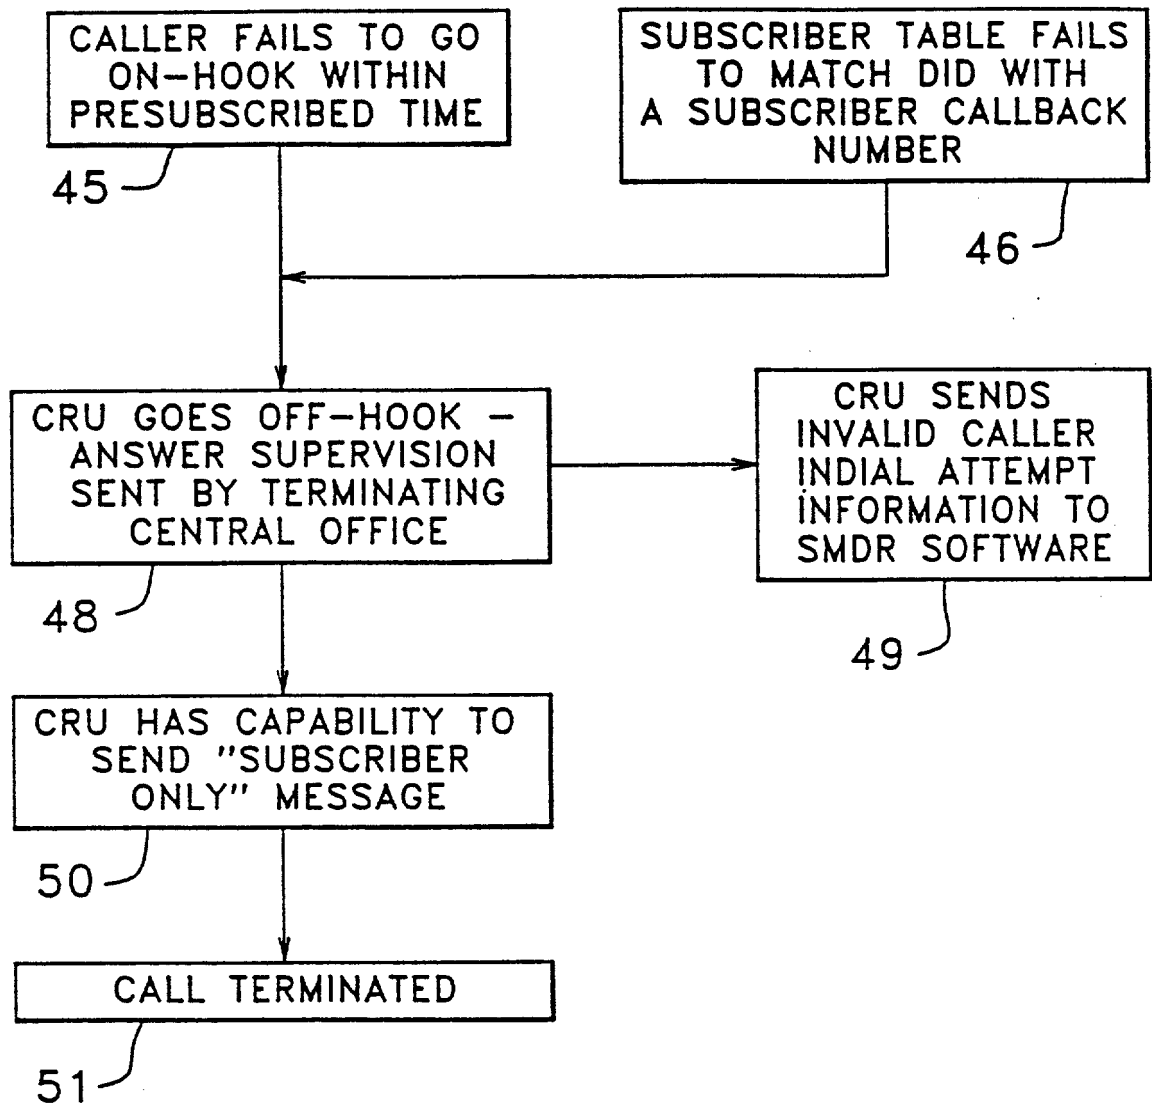 CALLER FAILS TO GO
ON-HOOK WITHIN
PRESUBSCRIBED TIME
45
SUBSCRIBER TABLE FAILS
TO MATCH DID WITH
A SUBSCRIBER CALLBACK
NUMBER
46
CRU GOES OFF-HOOK -
ANSWER SUPERVISION
SENT BY TERMINATING
CENTRAL OFFICE
48
CRU SENDS
INVALID CALLER
INDIAL ATTEMPT
INFORMATION TO
SMDR SOFTWARE
49
CRU HAS CAPABILITY TO
SEND "SUBSCRIBER
ONLY" MESSAGE
50
CALL TERMINATED
51